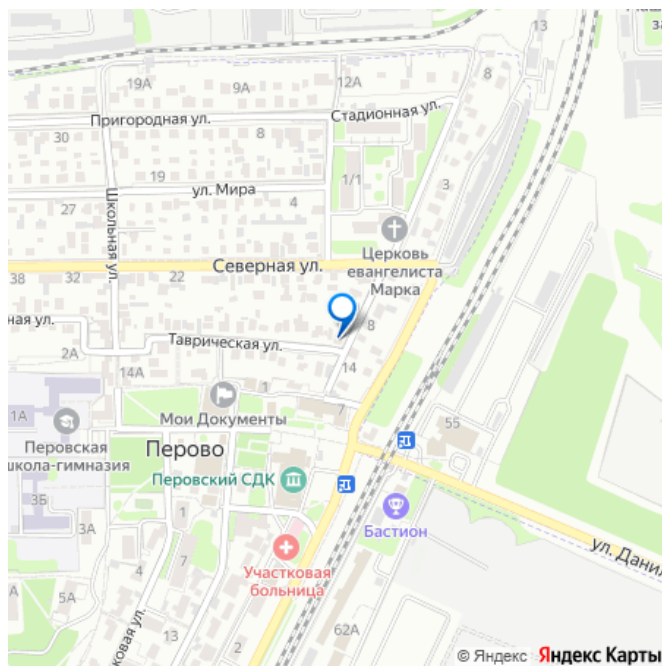 13
19А
9А
12А
8
Стадионная ул.
Пригородная ул.
30
8
Школьная ул.
19
1/1
3
ул. Мира
27
4
Церковь
евангелиста
Марка
Северная ул.
38
32
22
ная ул.
8
Таврическая ул.
2А
14А
14
1
7
Мои Документы
1А
55
Перовская
школа-гимназия
Перово
Перовский СДК
3Б
3А
1
Бастион
ул. Данил
7
Участковая
больница
4
5А
ковая ул.
13
2
62А
© Яндекс Яндекс Карты